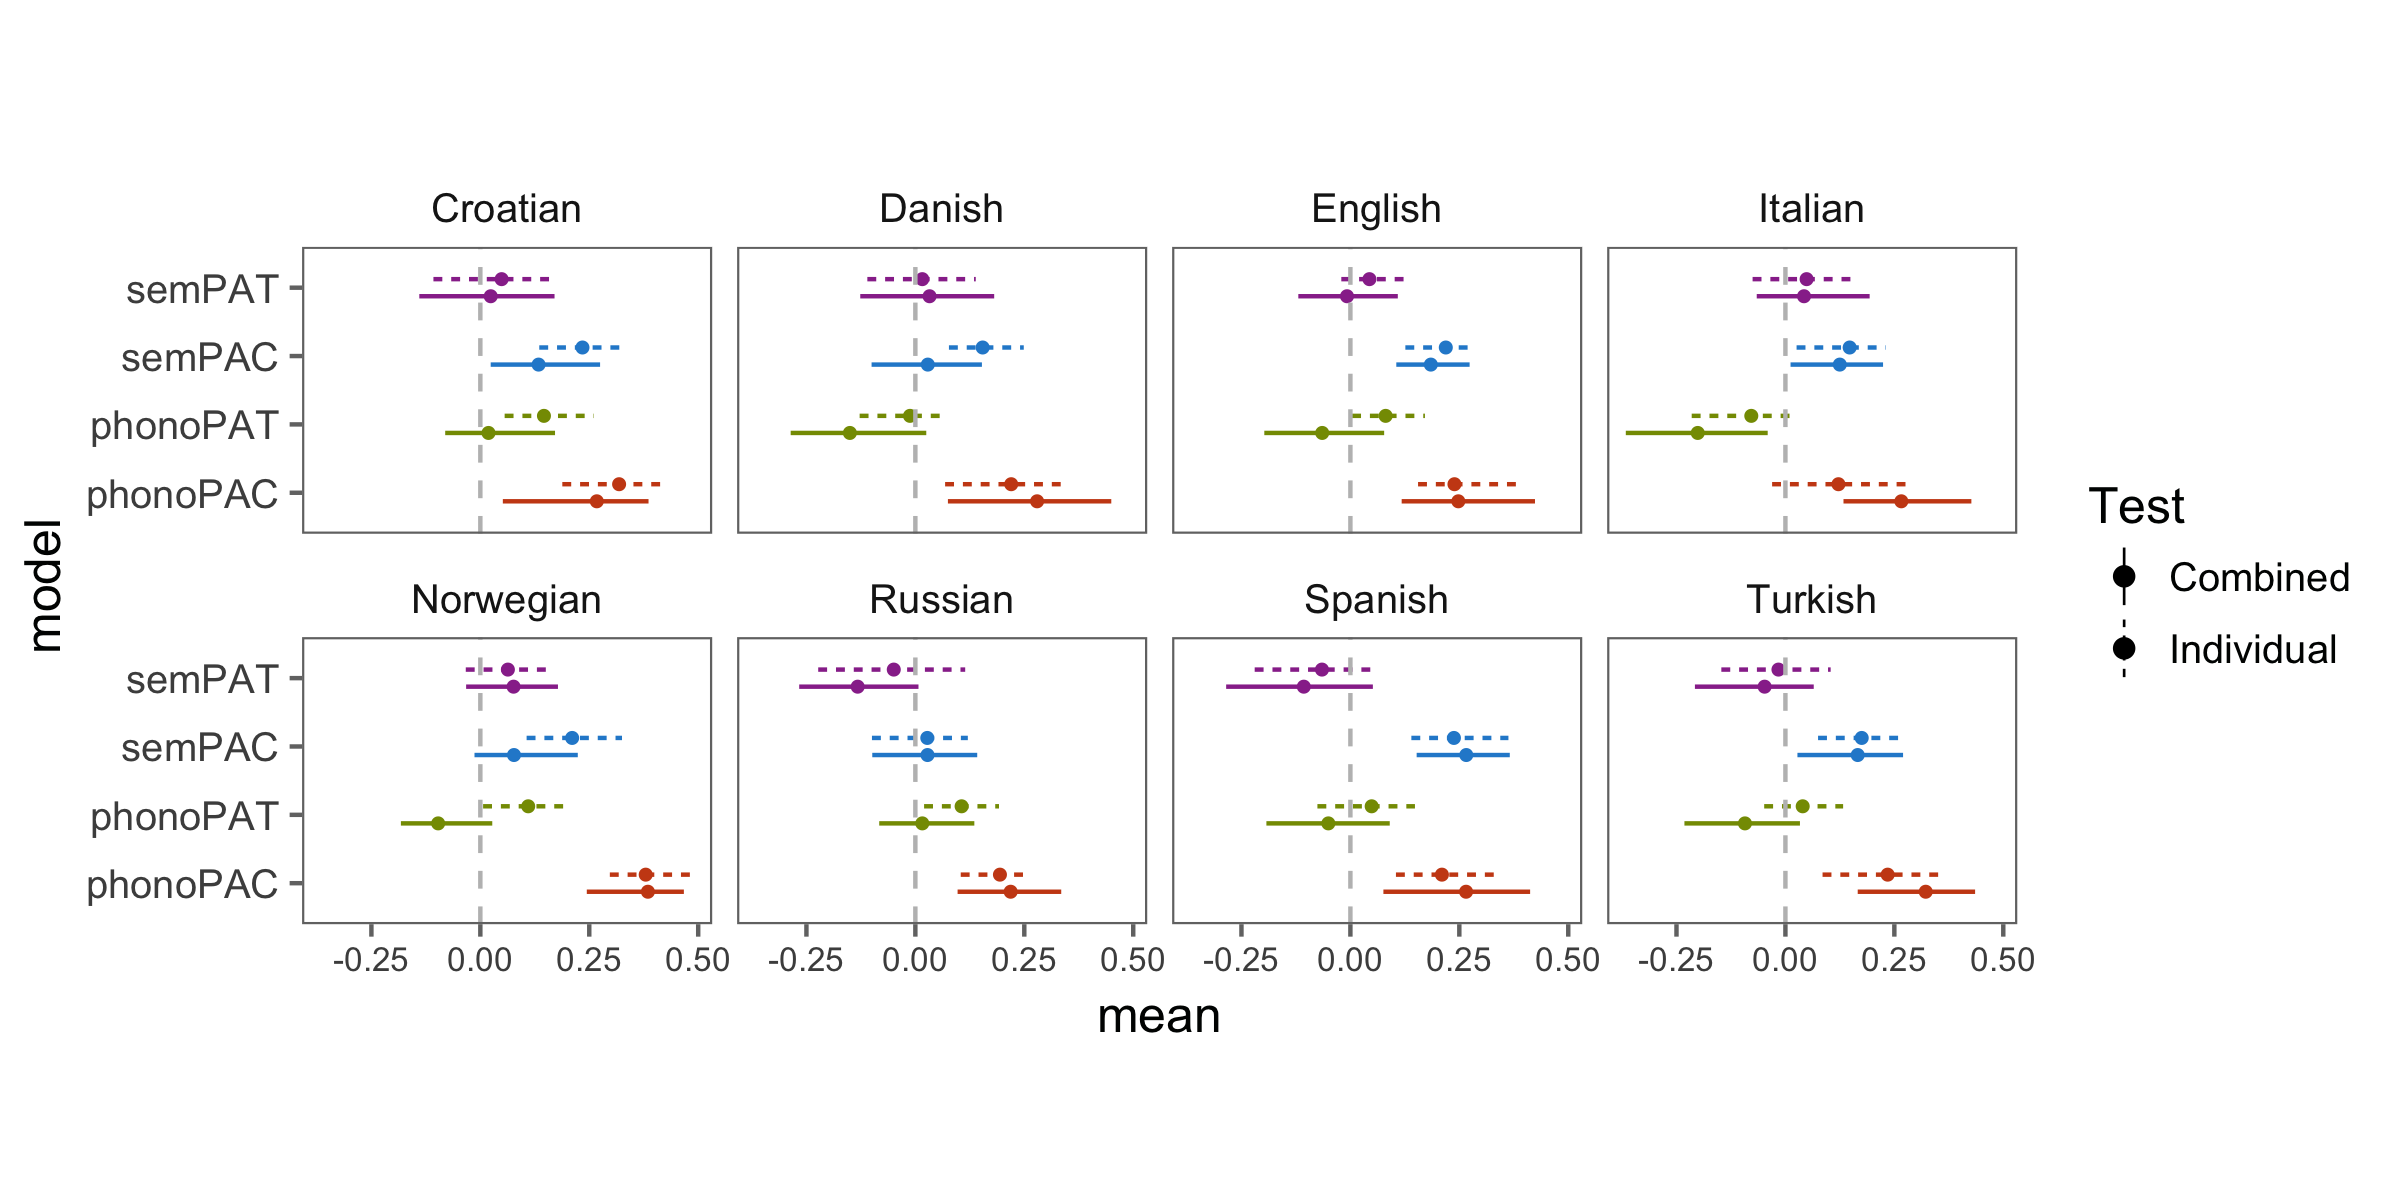 Croatian Danish English Italian
semPAT
semPAC
phonoPAT
phonoPAC
Norwegian Russian Spanish Turkish
semPAT
semPAC
phonoPAT
phonoPAC
-0.25 0.00 0.25 0.50 -0.25 0.00 0.25 0.50 -0.25 0.00 0.25 0.50 -0.25 0.00 0.25 0.50
mean
model
Test
Combined
Individual